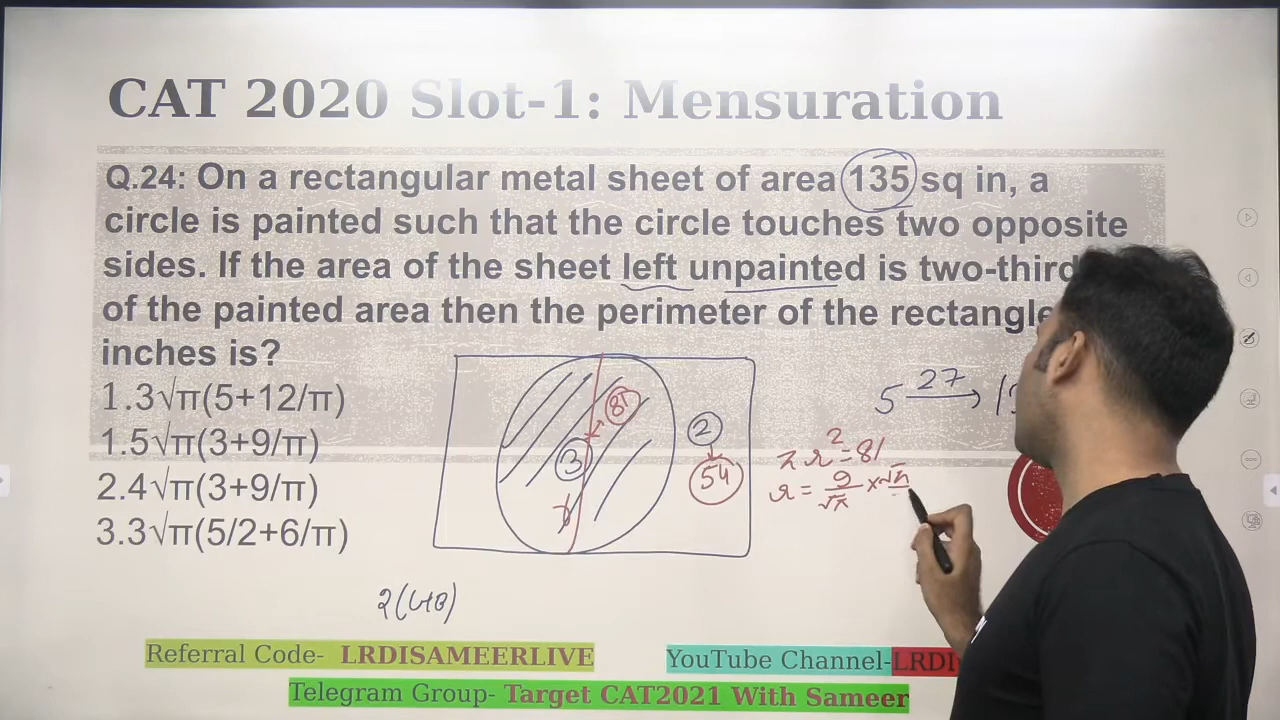 CAT 2020 Slot-1: Mensuration
Q.24: On a rectangular metal sheet of area 135 sq in, a
circle is painted such that the circle touches two opposite
sides. If the area of the sheet left unpainted is two-third
of the painted area then the perimeter of the rectangle
inches is?
1.3√π(5+12/π)
1.5√π(3+9/π)
2.4√π(3+9/π)
3.3√π(5/2+6/π)
81
3
2
54
5 27
πr²=81
r = 9/√π × √π
2(L+B)
Referral Code- LRDISAMEERLIVE
YouTube Channel-LRDI
Telegram Group- Target CAT2021 With Sameer